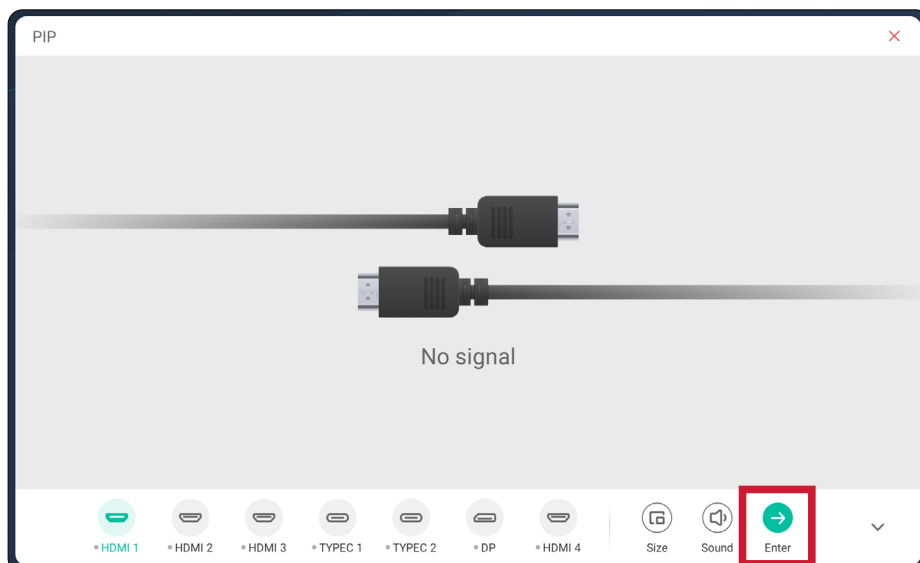 PIP
No signal
HDMI 1 HDMI 2 HDMI 3 TYPEC 1 TYPEC 2 DP HDMI 4 Size Sound Enter